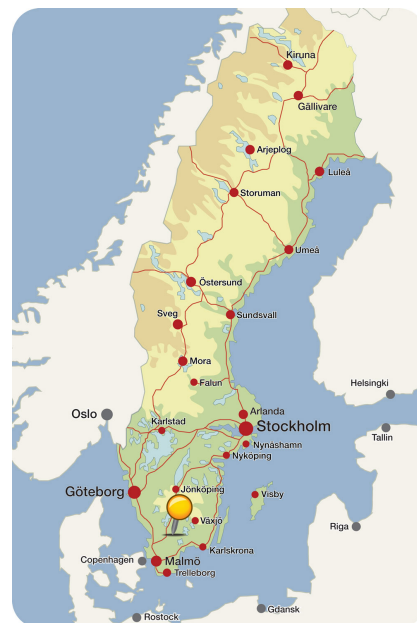 Kiruna
Gällivare
Arjeplog
Luleå
Storuman
Umeå
Östersund
Sveg
Sundsvall
Mora
Falun
Helsingki
Arlanda
Oslo
Karlstad
Stockholm
Tallin
Nynäshamn
Nyköping
Göteborg
Jönköping
Visby
Växjö
Riga
Karlskrona
Copenhagen
Malmö
Trelleborg
Gdansk
Rostock